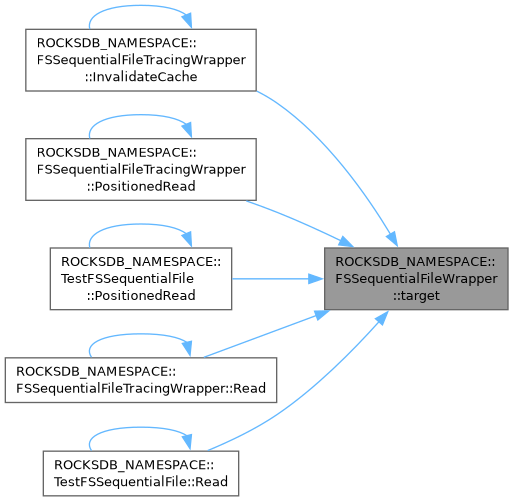 ROCKSDB_NAMESPACE::
FSSequentialFileTracingWrapper
::InvalidateCache
ROCKSDB_NAMESPACE::
FSSequentialFileTracingWrapper
::PositionedRead
ROCKSDB_NAMESPACE::
TestFSSequentialFile
::PositionedRead
ROCKSDB_NAMESPACE::
FSSequentialFileWrapper
::target
ROCKSDB_NAMESPACE::
FSSequentialFileTracingWrapper::Read
ROCKSDB_NAMESPACE::
TestFSSequentialFile::Read